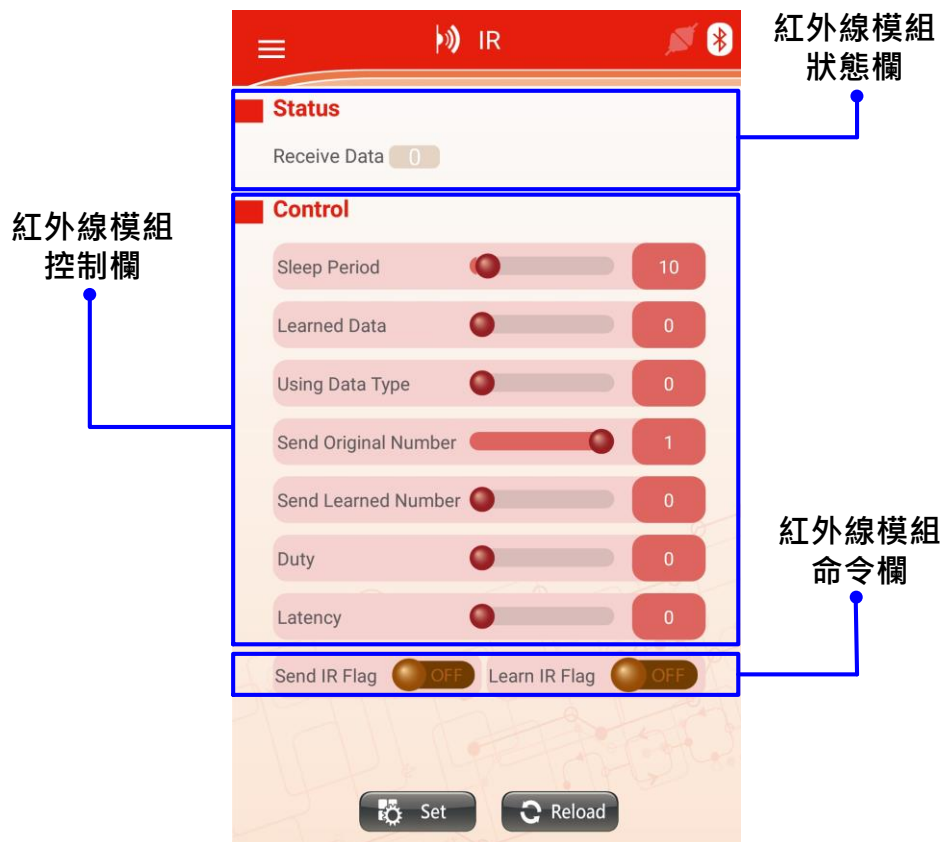 IR
紅外線模組
狀態欄
Status
Receive Data 0
紅外線模組
控制欄
Control
Sleep Period 10
Learned Data 0
Using Data Type 0
Send Original Number 1
Send Learned Number 0
Duty 0
Latency 0
紅外線模組
命令欄
Send IR Flag OFF Learn IR Flag OFF
Set Reload